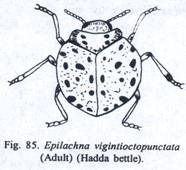 Fig. 85. Epilachna vigintioctopunctata
(Adult) (Hadda bettle).